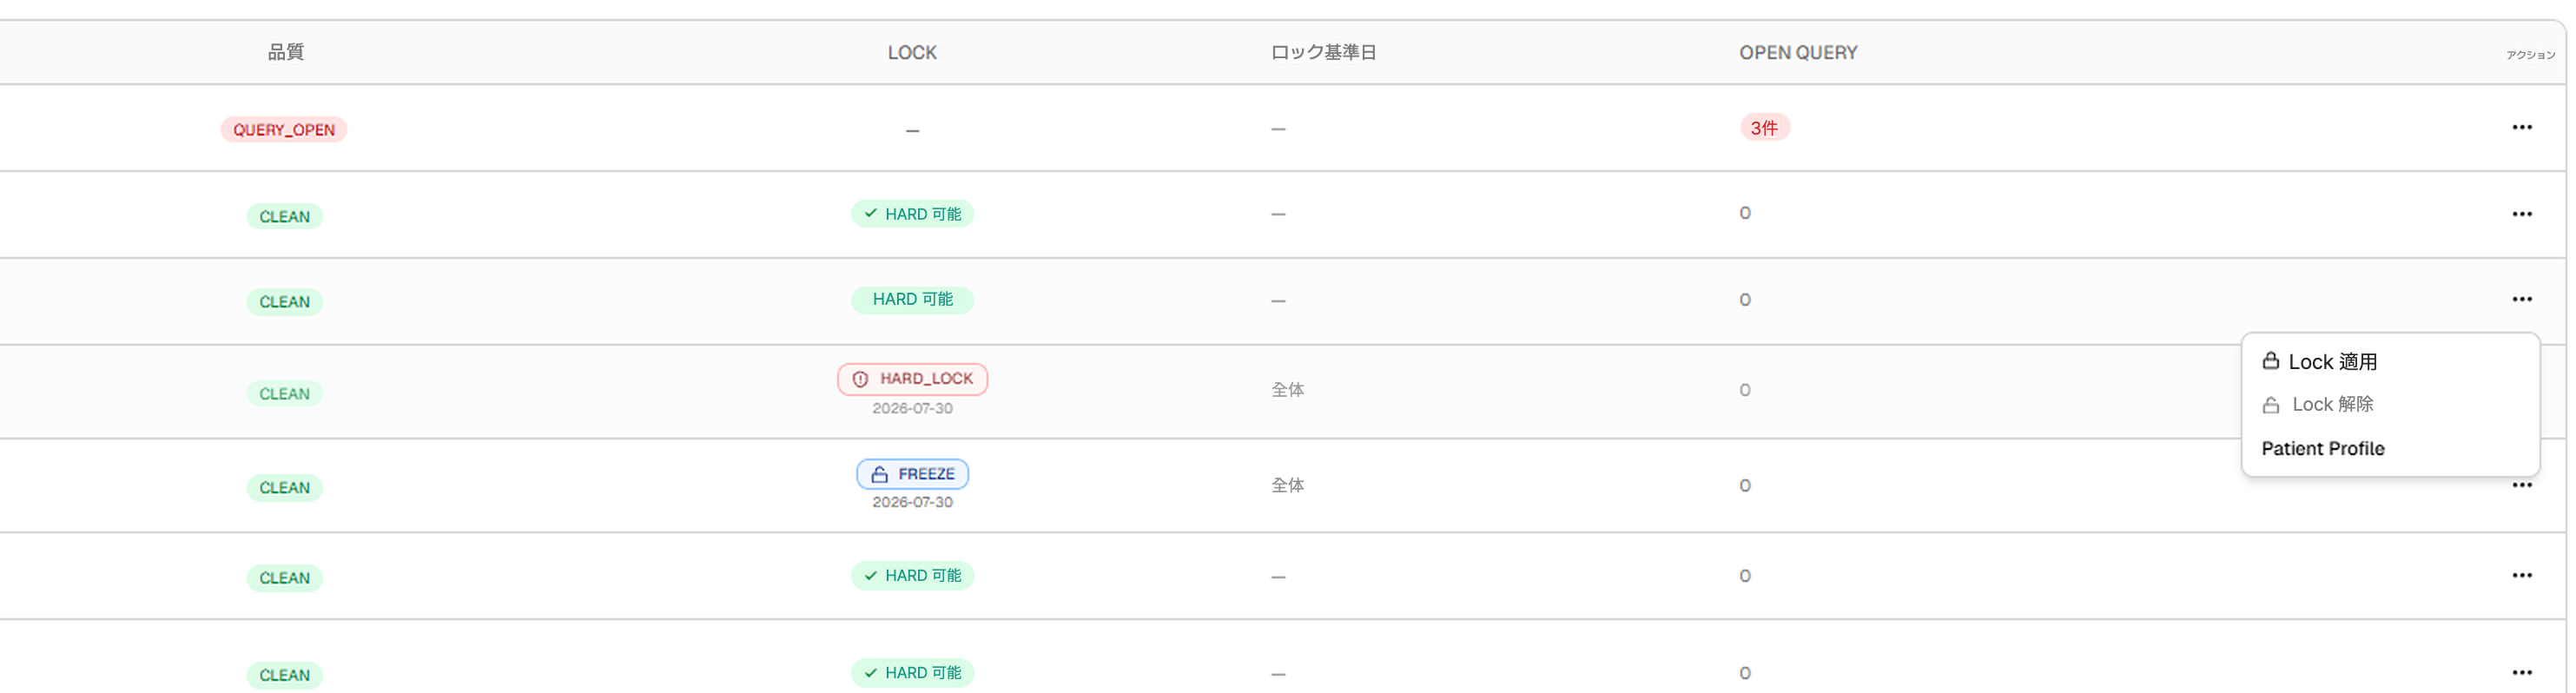 品質 LOCK ロック基準日 OPEN QUERY アクション
QUERY_OPEN — — 3件 •••
CLEAN HARD 可能 — 0 •••
CLEAN HARD 可能 — 0 •••
CLEAN HARD_LOCK 全体 0
2026-07-30
Lock 適用
Lock 解除
Patient Profile
CLEAN FREEZE 全体 0 •••
2026-07-30
CLEAN HARD 可能 — 0 •••
CLEAN HARD 可能 — 0 •••